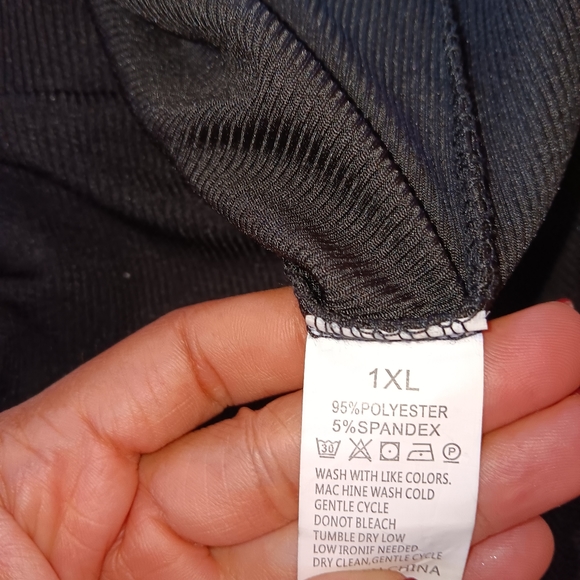 1XL
95%POLYESTER
5%SPANDEX
30 P
WASH WITH LIKE COLORS.
MAC HINE WASH COLD
GENTLE CYCLE
DONOT BLEACH
TUMBLE DRY LOW
LOW IRONIF NEEDED
DRY CLEAN,GENTLE CYCLE
CHINA